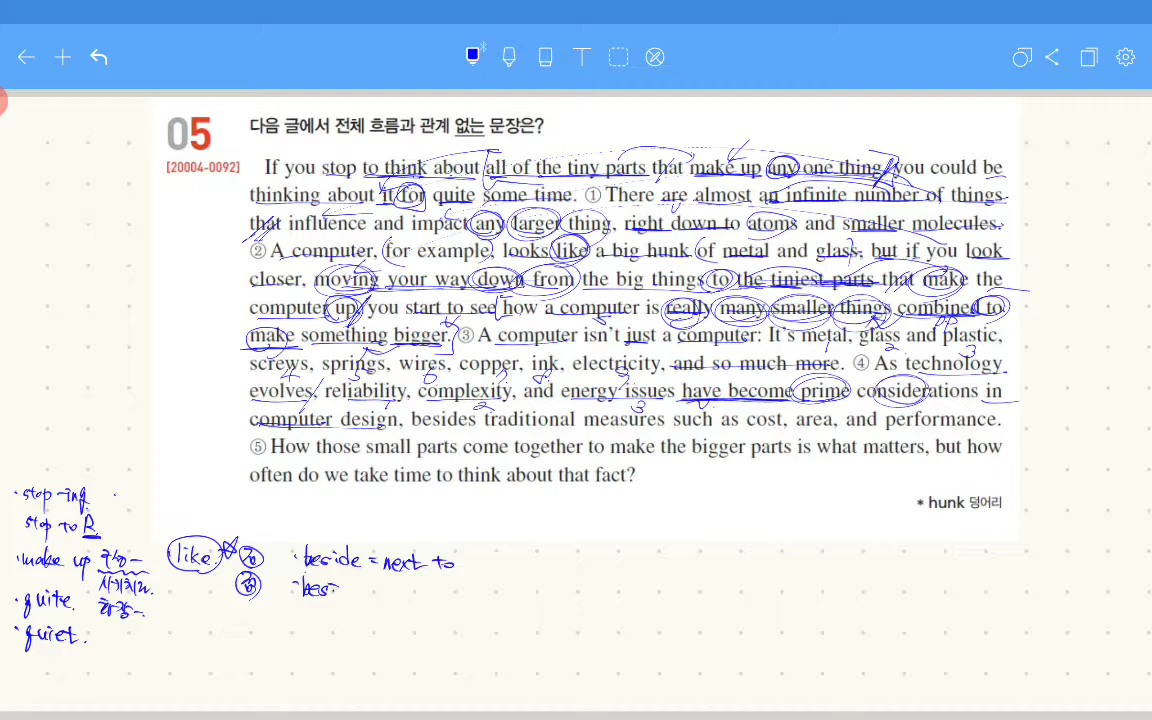 05
다음 글에서 전체 흐름과 관계 없는 문장은?
[20004-0092]
If you stop to think about all of the tiny parts that make up any one thing, you could be
thinking about it for quite some time. ① There are almost an infinite number of things
that influence and impact any larger thing, right down to atoms and smaller molecules.
② A computer, for example, looks like a big hunk of metal and glass, but if you look
closer, moving your way down from the big things to the tiniest parts that make the
computer up, you start to see how a computer is really many smaller things combined to
make something bigger. ③ A computer isn't just a computer: It's metal, glass and plastic,
screws, springs, wires, copper, ink, electricity, and so much more. ④ As technology
evolves, reliability, complexity, and energy issues have become prime considerations in
computer design, besides traditional measures such as cost, area, and performance.
⑤ How those small parts come together to make the bigger parts is what matters, but how
often do we take time to think about that fact?
* hunk 덩어리
· stop -ing
stop to R
· make up 구성-
화장-
· quite.
· quiet.
like
· beside = next to
· bes